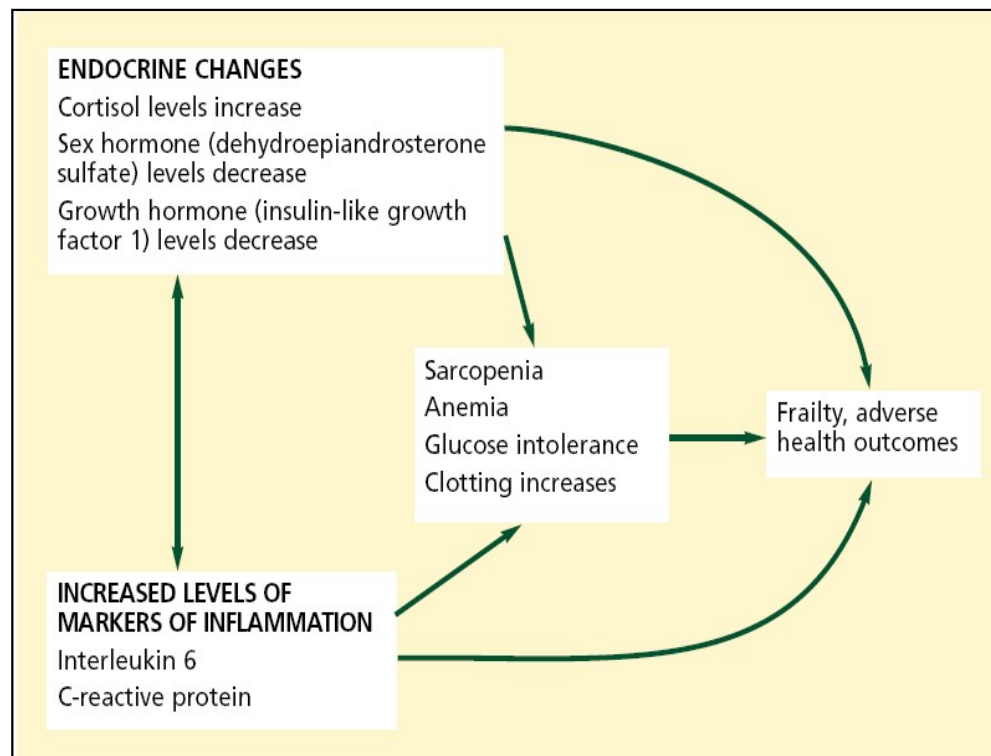 ENDOCRINE CHANGES
Cortisol levels increase
Sex hormone (dehydroepiandrosterone
sulfate) levels decrease
Growth hormone (insulin-like growth
factor 1) levels decrease
Sarcopenia
Anemia
Glucose intolerance
Clotting increases
Frailty, adverse
health outcomes
INCREASED LEVELS OF
MARKERS OF INFLAMMATION
Interleukin 6
C-reactive protein